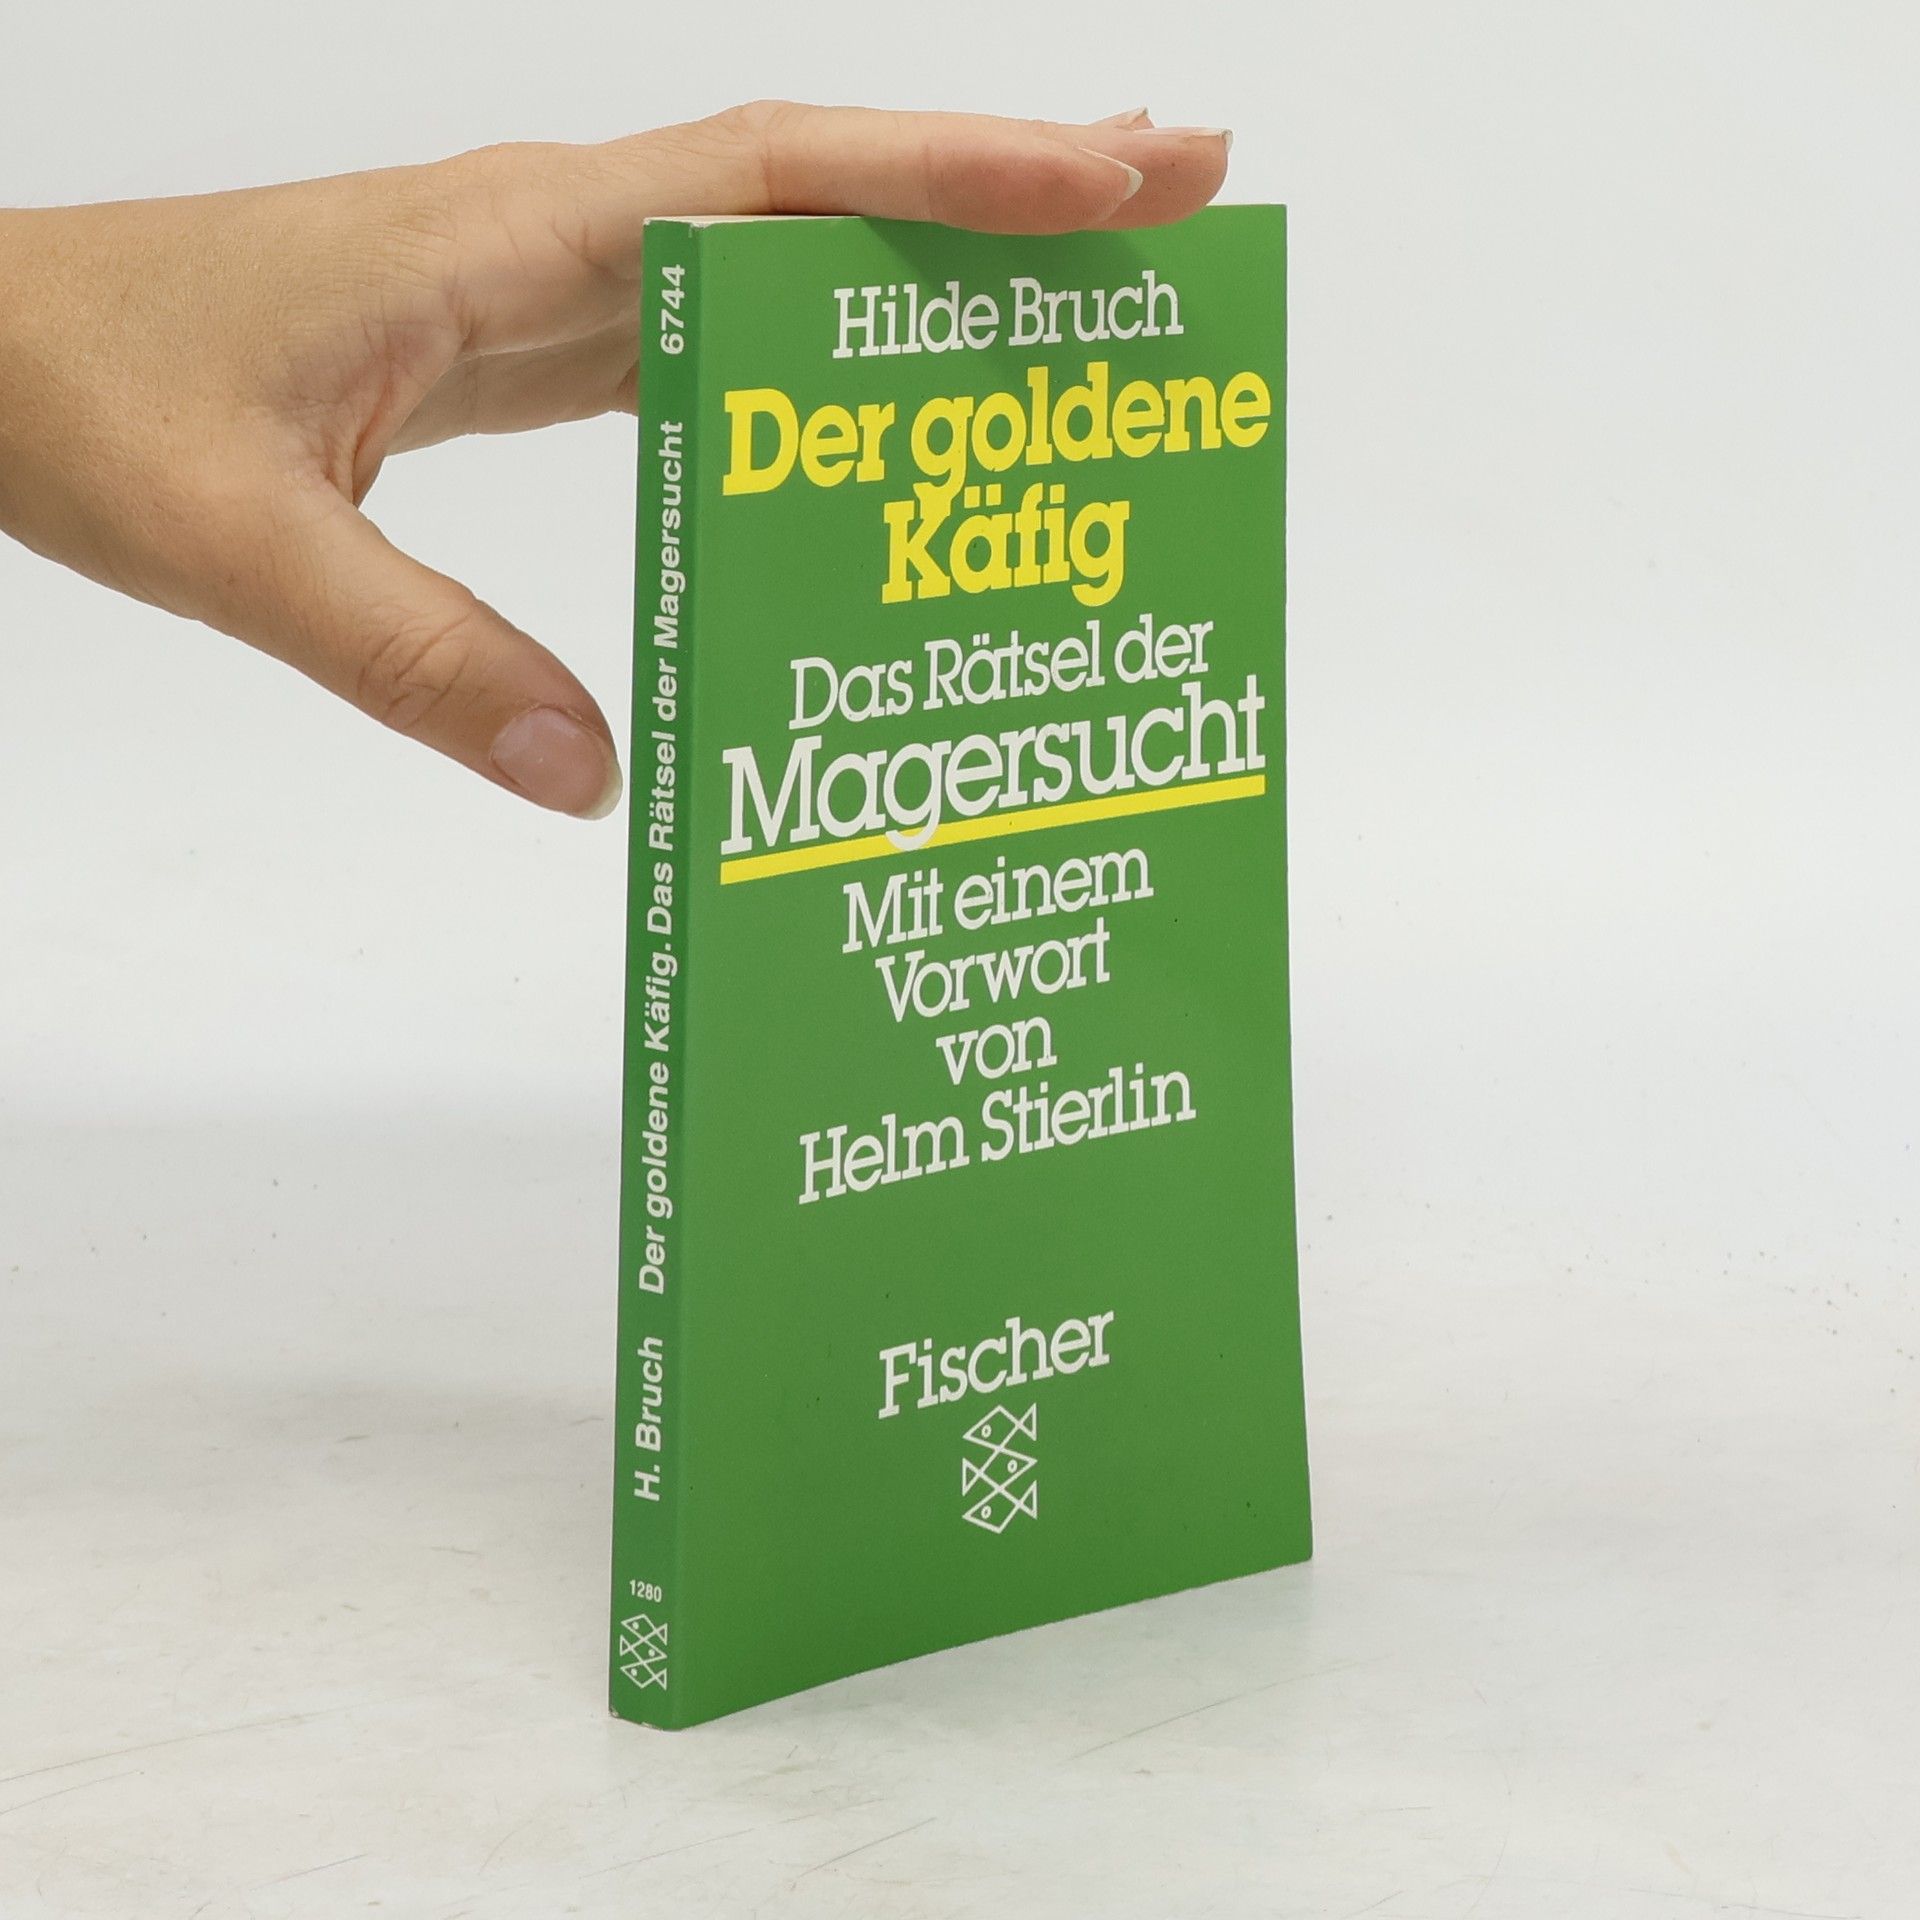 Hilde Bruch
Der goldene
Käfig
Das Rätsel der
Magersucht
Mit einem
Vorwort
von
Helm Stierlin
Fischer
H. Bruch Der goldene Käfig. Das Rätsel der Magersucht 6744
1280